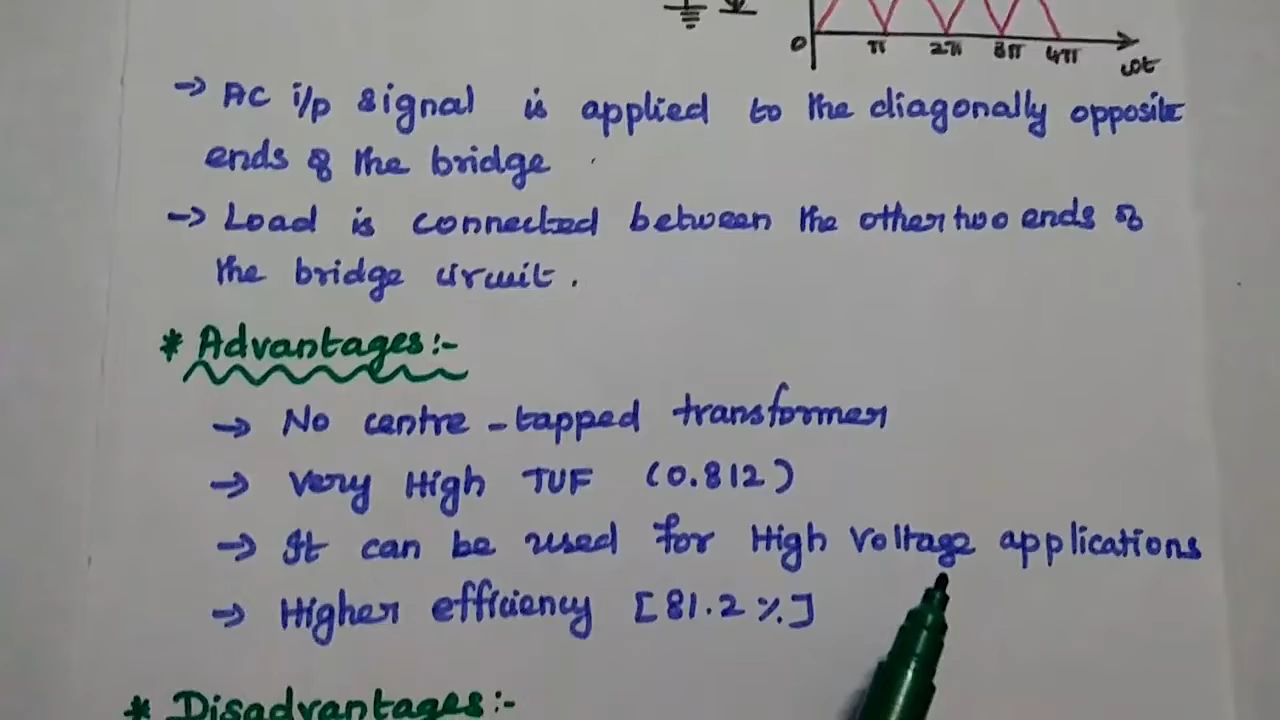 0 π 2π 3π 4π ωt
→ AC i/p signal is applied to the diagonally opposite
ends of the bridge
→ Load is connected between the other two ends of
the bridge circuit.
* Advantages:-
→ No centre-tapped transformer
→ Very High TUF (0.812)
→ It can be used for High voltage applications
→ Higher efficiency [81.2%]
* Disadvantages:-